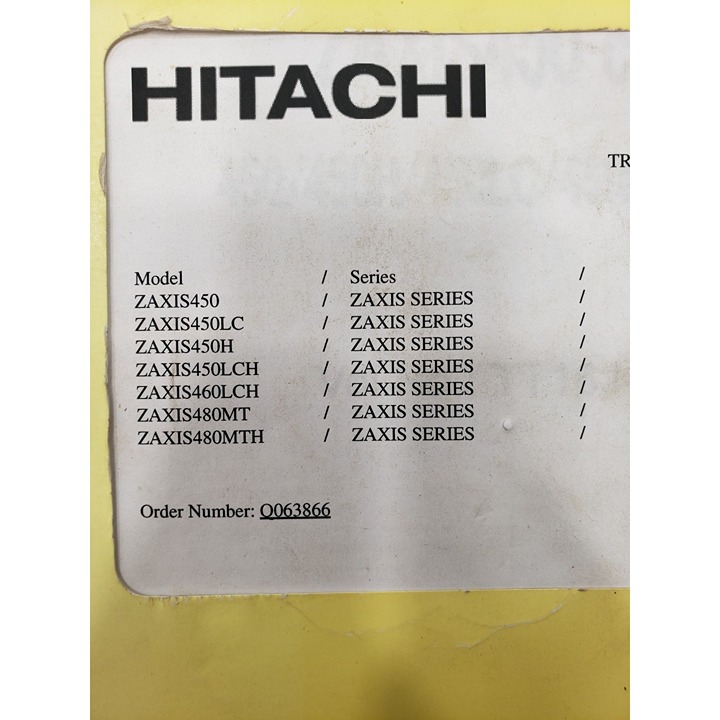 HITACHI
TR
Model / Series /
ZAXIS450 / ZAXIS SERIES /
ZAXIS450LC / ZAXIS SERIES /
ZAXIS450H / ZAXIS SERIES /
ZAXIS450LCH / ZAXIS SERIES /
ZAXIS460LCH / ZAXIS SERIES /
ZAXIS480MT / ZAXIS SERIES /
ZAXIS480MTH / ZAXIS SERIES /
Order Number: Q063866